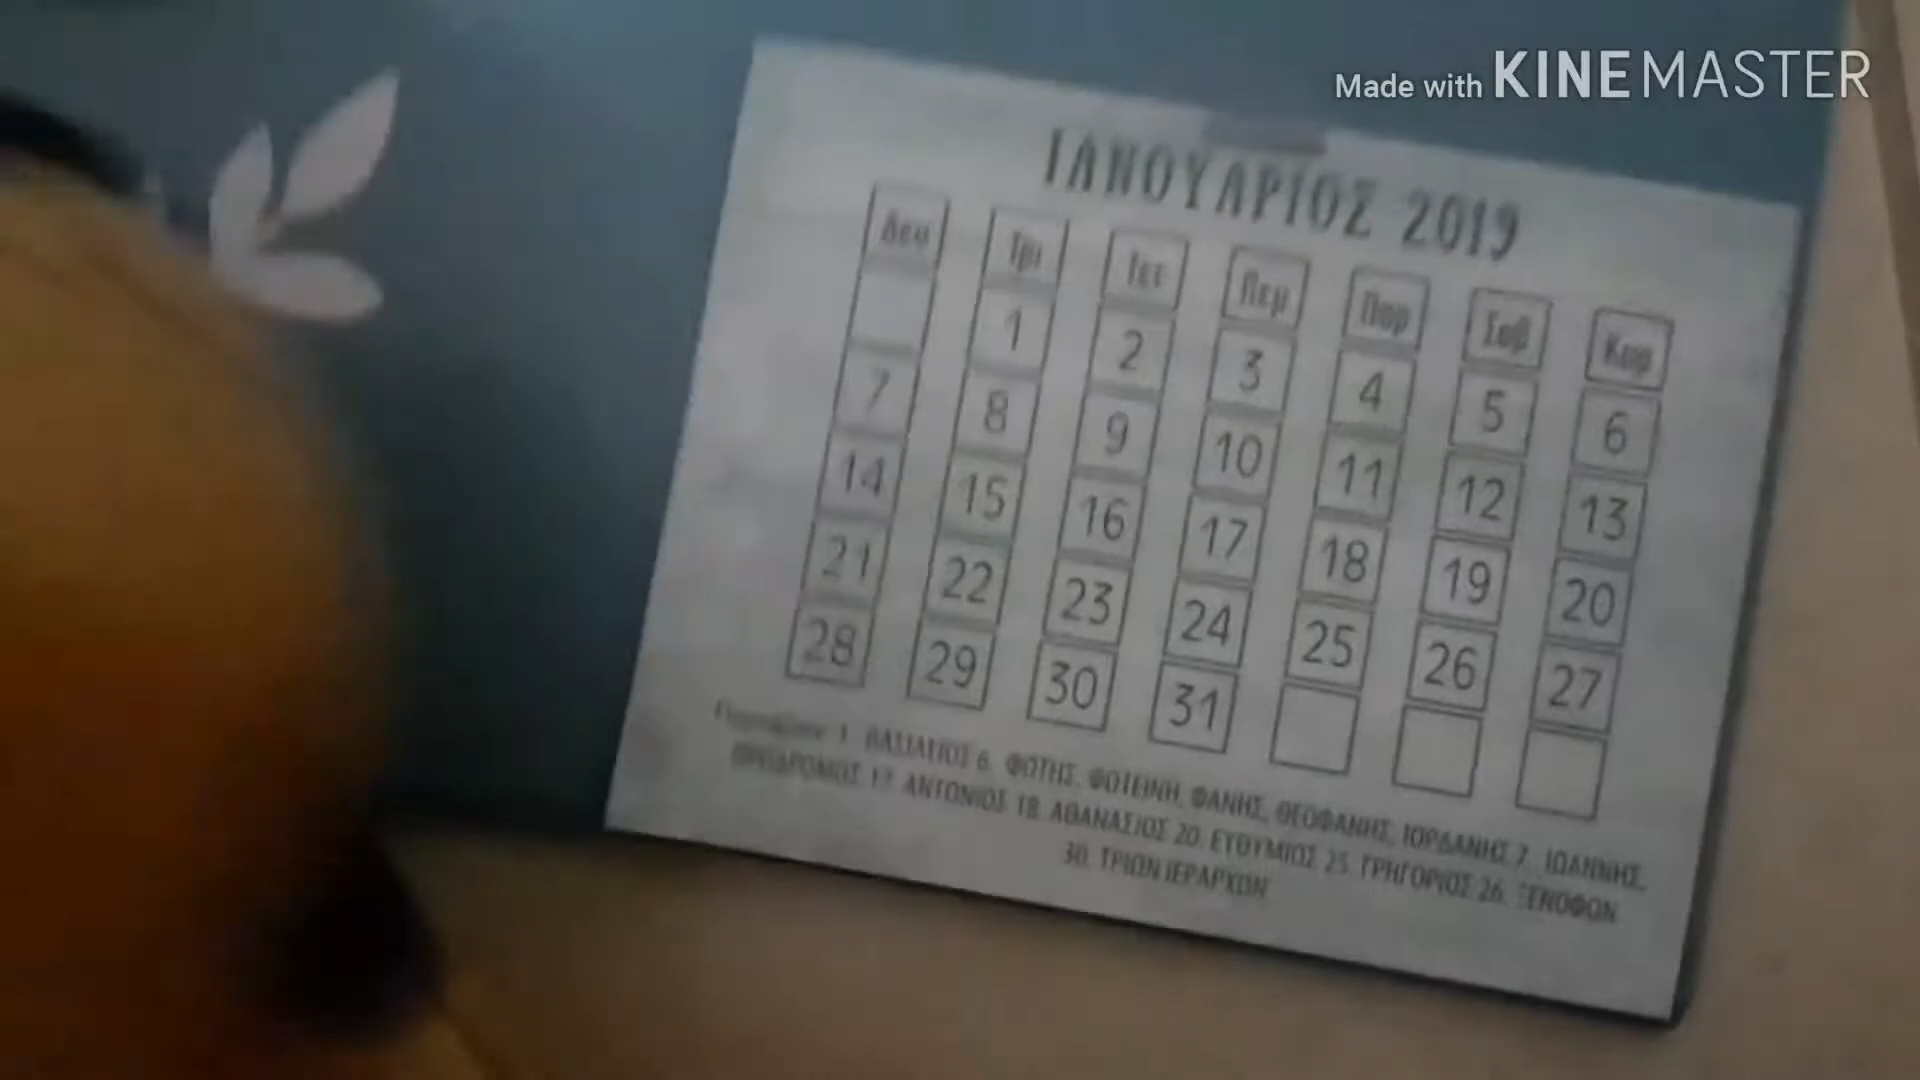 Made with KINEMASTER
ΙΑΝΟΥΑΡΙΟΣ 2019
Δευ Τρι Τετ Πεμ Παρ Σαβ Κυρ
1 2 3 4 5 6
7 8 9 10 11 12 13
14 15 16 17 18 19 20
21 22 23 24 25 26 27
28 29 30 31
1. ΒΑΣΙΛΕΙΟΣ 6. ΦΩΤΗΣ, ΦΩΤΕΙΝΗ, ΦΑΝΗΣ, ΘΕΟΦΑΝΗΣ, ΙΟΡΔΑΝΗΣ 7. ΙΩΑΝΝΗΣ,
ΠΡΟΔΡΟΜΟΣ 17. ΑΝΤΩΝΙΟΣ 18. ΑΘΑΝΑΣΙΟΣ 20. ΕΥΘΥΜΙΟΣ 25. ΓΡΗΓΟΡΙΟΣ 26. ΞΕΝΟΦΩΝ
30. ΤΡΙΩΝ ΙΕΡΑΡΧΩΝ